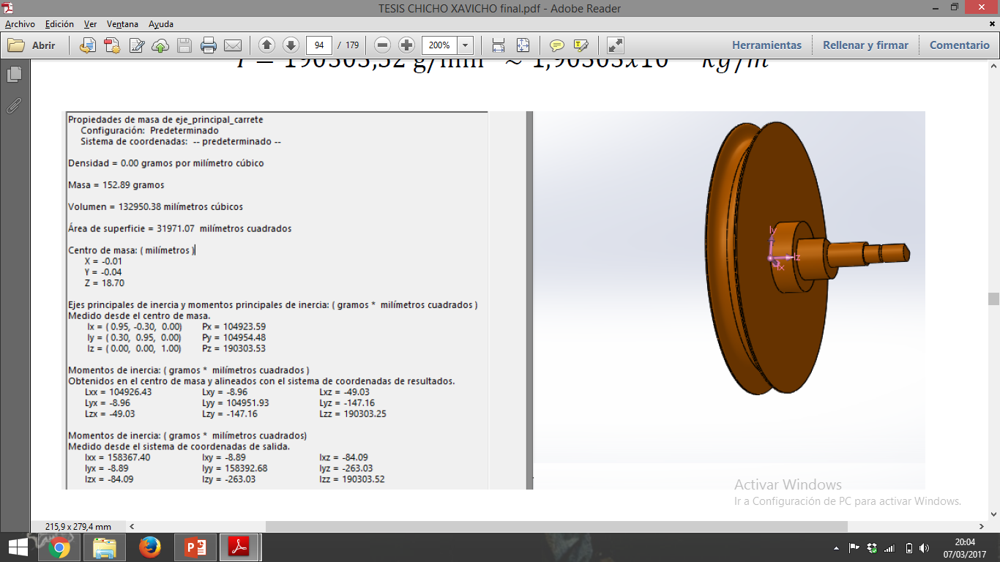 TESIS CHICHO XAVICHO final.pdf - Adobe Reader
Archivo Edición Ver Ventana Ayuda
Abrir 94 / 179 200% Herramientas Rellenar y firmar Comentario
Propiedades de masa de eje_principal_carrete
Configuración: Predeterminado
Sistema de coordenadas: -- predeterminado --
Densidad = 0.00 gramos por milímetro cúbico
Masa = 152.89 gramos
Volumen = 132950.38 milímetros cúbicos
Área de superficie = 31971.07 milímetros cuadrados
Centro de masa: ( milímetros )
X = -0.01
Y = -0.04
Z = 18.70
Ejes principales de inercia y momentos principales de inercia: ( gramos * milímetros cuadrados )
Medido desde el centro de masa.
Ix = ( 0.95, -0.30, 0.00) Px = 104923.59
Iy = ( 0.30, 0.95, 0.00) Py = 104954.48
Iz = ( 0.00, 0.00, 1.00) Pz = 190303.53
Momentos de inercia: ( gramos * milímetros cuadrados )
Obtenidos en el centro de masa y alineados con el sistema de coordenadas de resultados.
Lxx = 104926.43 Lxy = -8.96 Lxz = -49.03
Lyx = -8.96 Lyy = 104951.93 Lyz = -147.16
Lzx = -49.03 Lzy = -147.16 Lzz = 190303.25
Momentos de inercia: ( gramos * milímetros cuadrados)
Medido desde el sistema de coordenadas de salida.
Ixx = 158367.40 Ixy = -8.89 Ixz = -84.09
Iyx = -8.89 Iyy = 158392.68 Iyz = -263.03
Izx = -84.09 Izy = -263.03 Izz = 190303.52
Iy
Iz
Ix
Activar Windows
Ir a Configuración de PC para activar Windows.
215,9 x 279,4 mm
20:04
07/03/2017